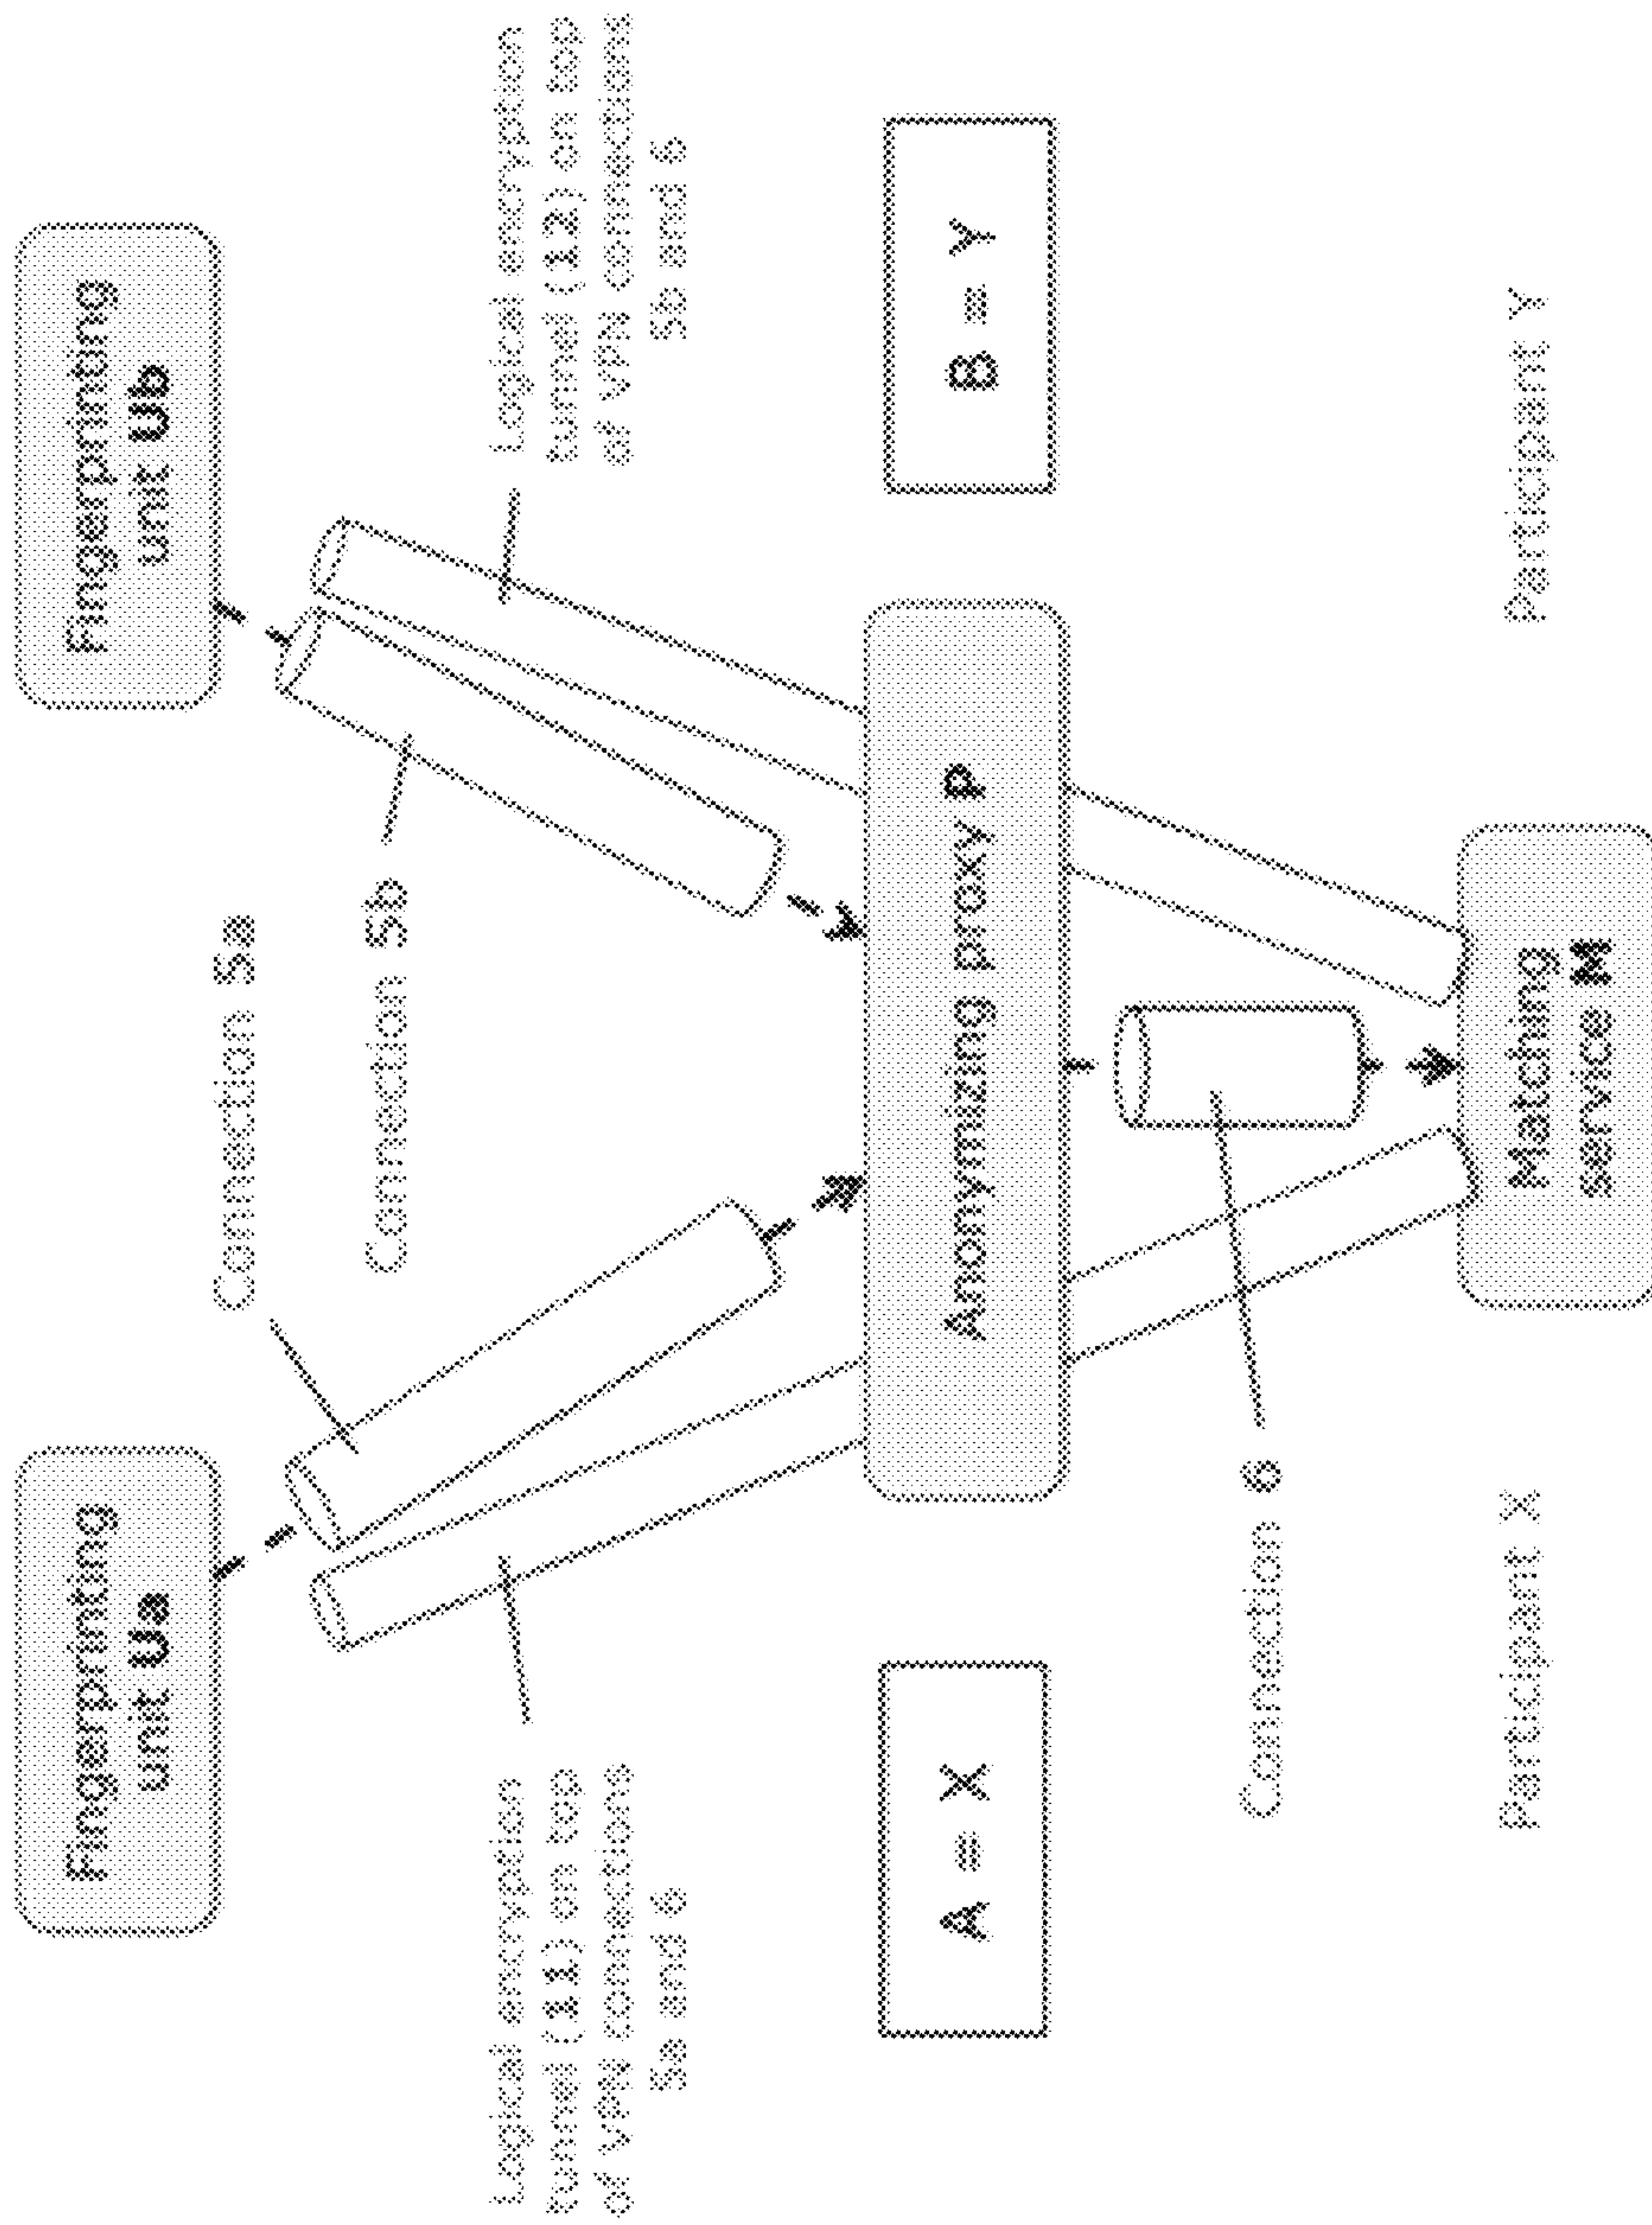 Fingerprinting
unit Ua
Fingerprinting
unit Ub
Connection 5a
Connection 5b
Logical encryption
tunnel (11) on top
of VPN connections
5a and 6
Logical encryption
tunnel (12) on top
of VPN connections
5b and 6
A = X
Anonymizing proxy P
B = Y
Connection 6
Participant X
Matching
service M
Participant Y